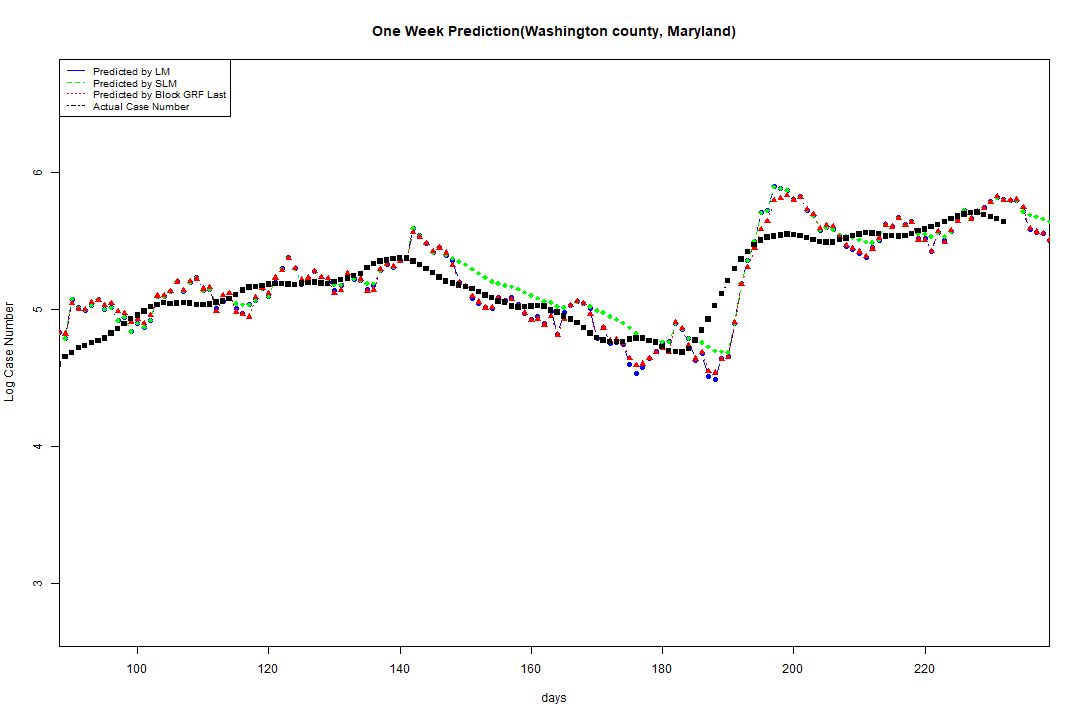 One Week Prediction(Washington county, Maryland)
Predicted by LM
Predicted by SLM
Predicted by Block GRF Last
Actual Case Number
6
5
4
3
Log Case Number
100 120 140 160 180 200 220
days